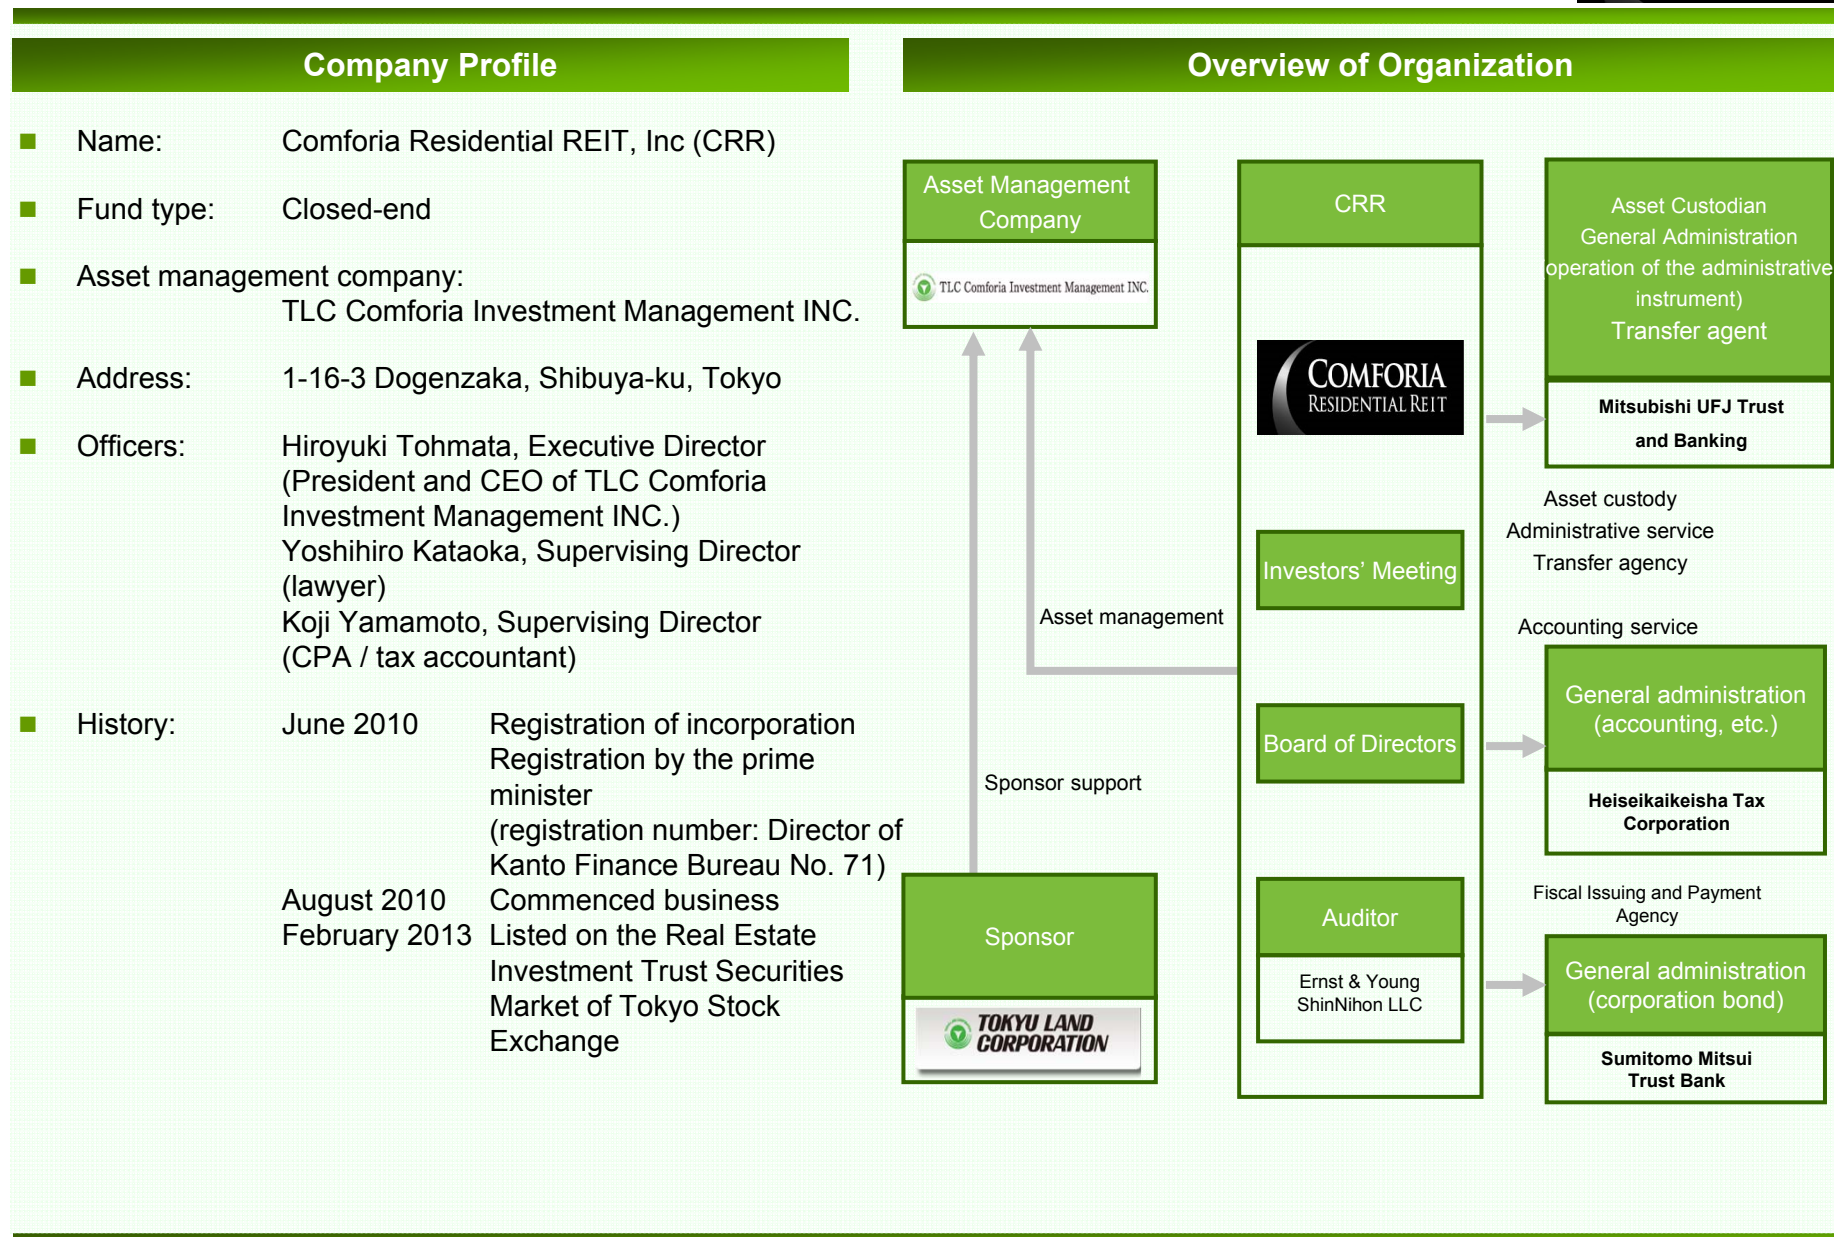 Company Profile
Name: Comforia Residential REIT, Inc (CRR)
Fund type: Closed-end
Asset management company:
TLC Comforia Investment Management INC.
Address: 1-16-3 Dogenzaka, Shibuya-ku, Tokyo
Officers: Hiroyuki Tohmata, Executive Director
(President and CEO of TLC Comforia
Investment Management INC.)
Yoshihiro Kataoka, Supervising Director
(lawyer)
Koji Yamamoto, Supervising Director
(CPA / tax accountant)
History: June 2010 Registration of incorporation
Registration by the prime
minister
(registration number: Director of
Kanto Finance Bureau No. 71)
August 2010 Commenced business
February 2013 Listed on the Real Estate
Investment Trust Securities
Market of Tokyo Stock
Exchange
Overview of Organization
Asset Management
Company
TLC Comforia Investment Management INC.
Asset management
Sponsor support
Sponsor
TOKYU LAND
CORPORATION
CRR
COMFORIA
RESIDENTIAL REIT
Investors’ Meeting
Board of Directors
Auditor
Ernst & Young
ShinNihon LLC
Asset Custodian
General Administration
operation of the administrative
instrument)
Transfer agent
Mitsubishi UFJ Trust
and Banking
Asset custody
Administrative service
Transfer agency
Accounting service
General administration
(accounting, etc.)
Heiseikaikeisha Tax
Corporation
Fiscal Issuing and Payment
Agency
General administration
(corporation bond)
Sumitomo Mitsui
Trust Bank